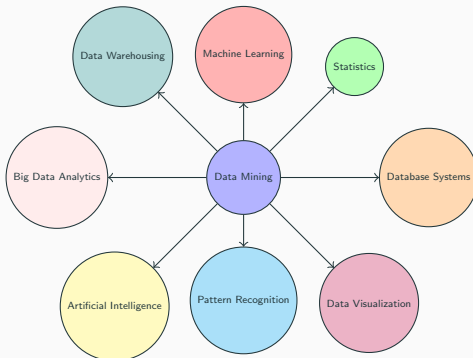 Data Warehousing
Machine Learning
Statistics
Big Data Analytics
Data Mining
Database Systems
Artificial Intelligence
Pattern Recognition
Data Visualization